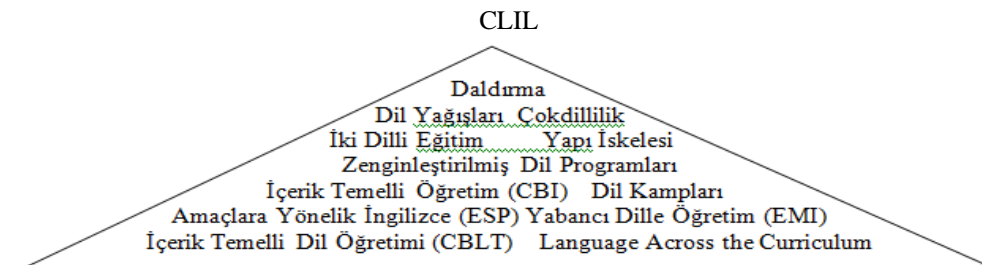 CLIL
Daldırma
Dil Yağışları Çokdillilik
İki Dilli Eğitim Yapı İskelesi
Zenginleştirilmiş Dil Programları
İçerik Temelli Öğretim (CBI) Dil Kampları
Amaçlara Yönelik İngilizce (ESP) Yabancı Dille Öğretim (EMI)
İçerik Temelli Dil Öğretimi (CBLT) Language Across the Curriculum